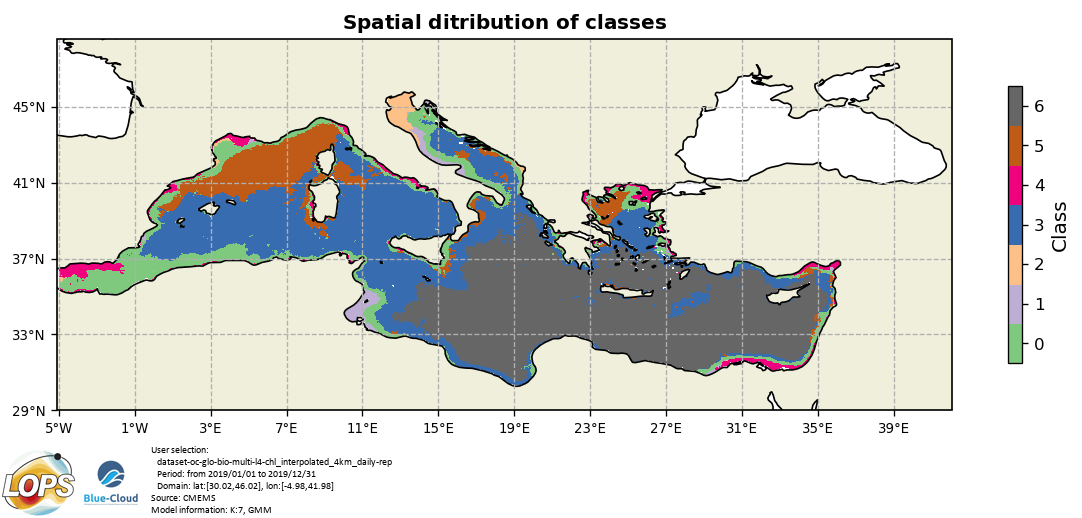 Spatial ditribution of classes
45°N
41°N
37°N
33°N
29°N
5°W 1°W 3°E 7°E 11°E 15°E 19°E 23°E 27°E 31°E 35°E 39°E
6
5
4
3
2
1
0
Class
User selection:
dataset-oc-glo-bio-multi-l4-chl_interpolated_4km_daily-rep
Period: from 2019/01/01 to 2019/12/31
Domain: lat:[30.02,46.02], lon:[-4.98,41.98]
Source: CMEMS
Model information: K:7, GMM
LOPS
Blue-Cloud